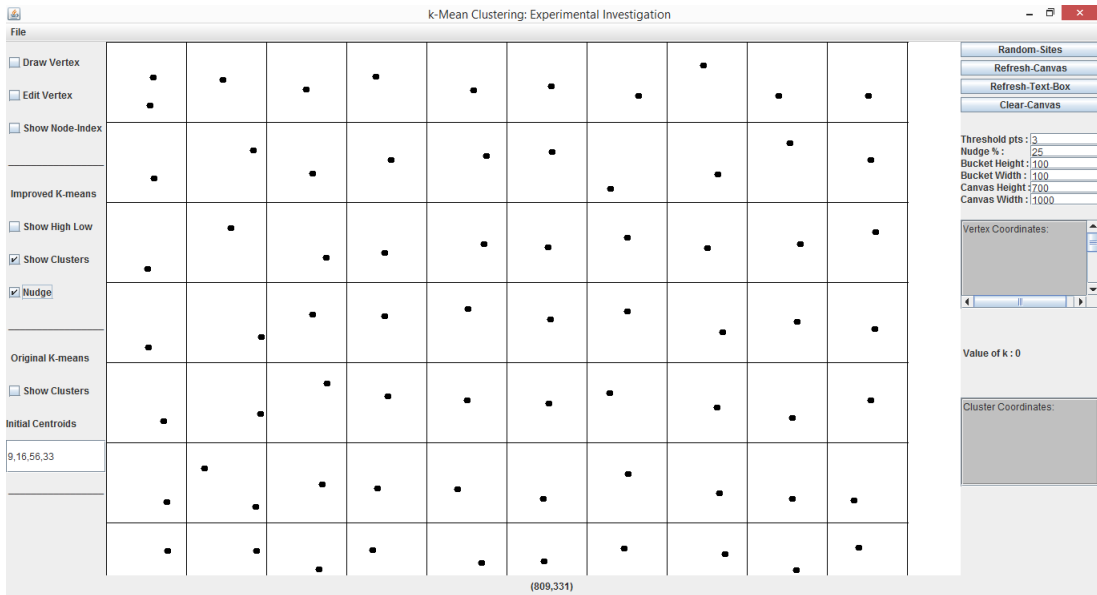 k-Mean Clustering: Experimental Investigation
File
Draw Vertex
Edit Vertex
Show Node-Index
Improved K-means
Show High Low
Show Clusters
Nudge
Original K-means
Show Clusters
Initial Centroids
9,16,56,33
(809,331)
Random-Sites
Refresh-Canvas
Refresh-Text-Box
Clear-Canvas
Threshold pts : 3
Nudge % : 25
Bucket Height : 100
Bucket Width : 100
Canvas Height : 700
Canvas Width : 1000
Vertex Coordinates:
Value of k : 0
Cluster Coordinates: